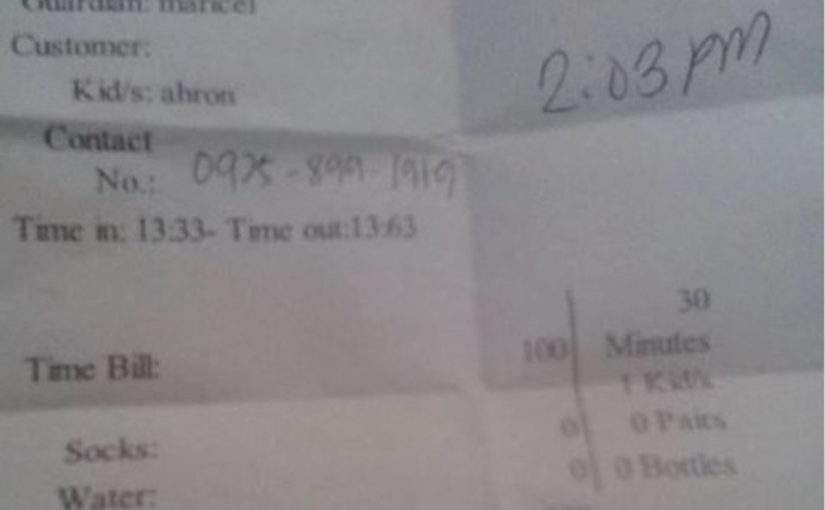 Guardian: maricel
Customer:
2:03 pm
Kid/s: ahron
Contact
No.: 0975-899-1919
Time in: 13:33- Time out:13:63
30
Time Bill: 100 Minutes
1 Kid/s
Socks: 0 0 Pairs
Water: 0 0 Bottles